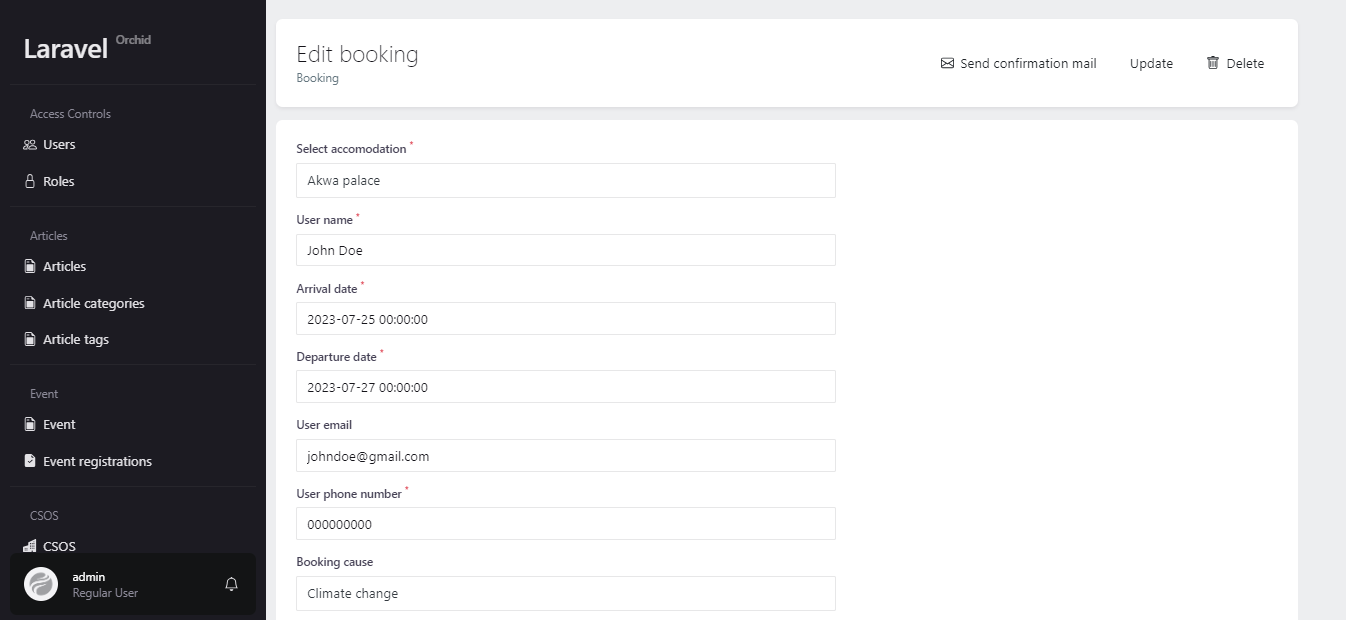 Laravel Orchid
Access Controls
Users
Roles
Articles
Articles
Article categories
Article tags
Event
Event
Event registrations
CSOS
CSOS
admin
Regular User
Edit booking
Booking
Send confirmation mail
Update
Delete
Select accomodation *
Akwa palace
User name *
John Doe
Arrival date *
2023-07-25 00:00:00
Departure date *
2023-07-27 00:00:00
User email
johndoe@gmail.com
User phone number *
000000000
Booking cause
Climate change